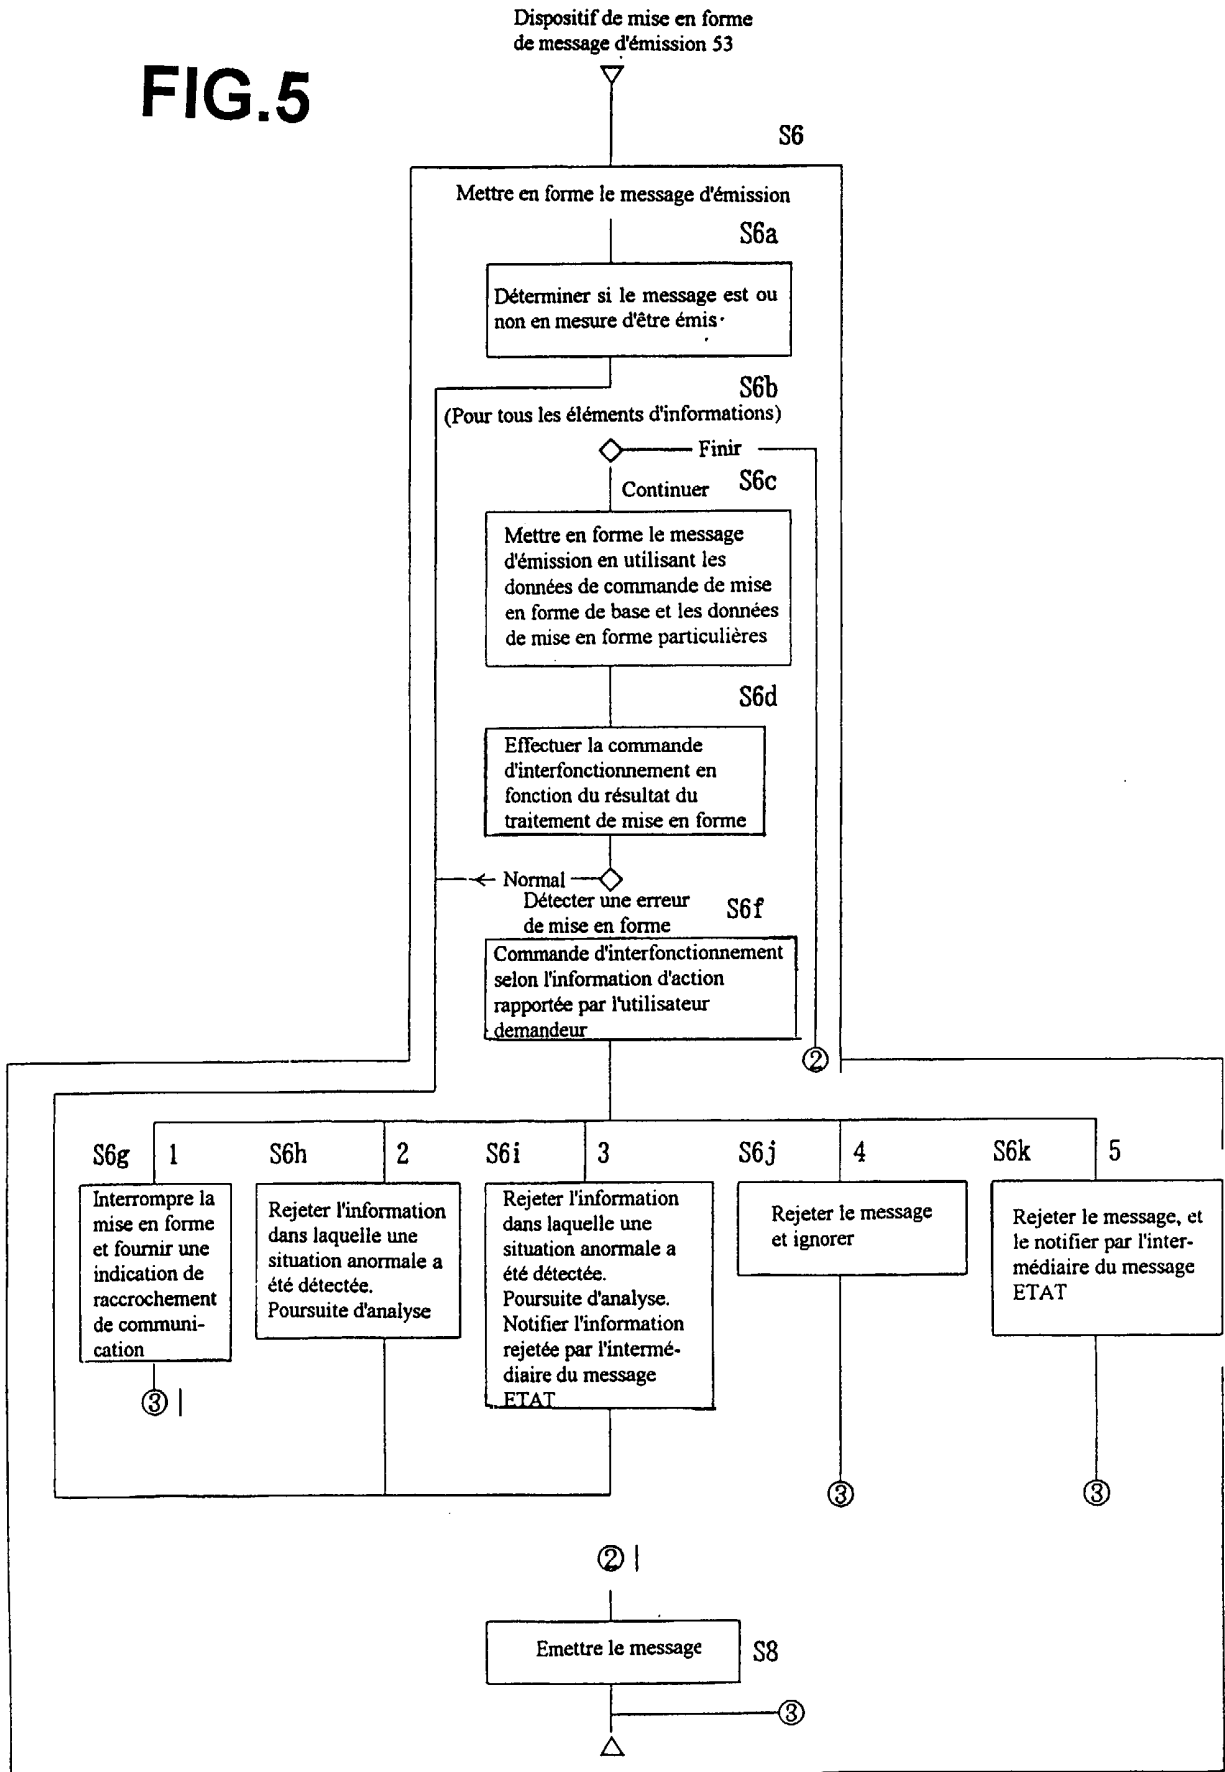 Dispositif de mise en forme
de message d'émission 53
FIG.5
S6
Mettre en forme le message d'émission
S6a
Déterminer si le message est ou
non en mesure d'être émis
S6b
(Pour tous les éléments d'informations)
Finir
Continuer
S6c
Mettre en forme le message
d'émission en utilisant les
données de commande de mise
en forme de base et les données
de mise en forme particulières
S6d
Effectuer la commande
d'interfonctionnement en
fonction du résultat du
traitement de mise en forme
Normal
Détecter une erreur
de mise en forme
S6f
Commande d'interfonctionnement
selon l'information d'action
rapportée par l'utilisateur
demandeur
②
S6g 1
Interrompre la
mise en forme
et fournir une
indication de
raccrochement
de communi-
cation
③
S6h 2
Rejeter l'information
dans laquelle une
situation anormale a
été détectée.
Poursuite d'analyse
S6i 3
Rejeter l'information
dans laquelle une
situation anormale a
été détectée.
Poursuite d'analyse.
Notifier l'information
rejetée par l'intermé-
diaire du message
ETAT
S6j 4
Rejeter le message
et ignorer
③
S6k 5
Rejeter le message, et
le notifier par l'inter-
médiaire du message
ETAT
③
②
Emettre le message
S8
③